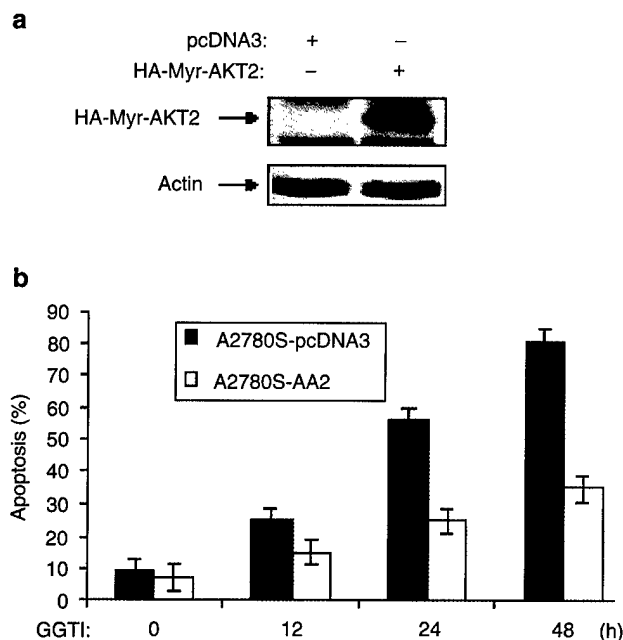 a
pcDNA3: + –
HA-Myr-AKT2: – +
HA-Myr-AKT2
Actin
b
90
80
70
60
50
40
30
20
10
0
Apoptosis (%)
A2780S-pcDNA3
A2780S-AA2
GGTI: 0 12 24 48 (h)